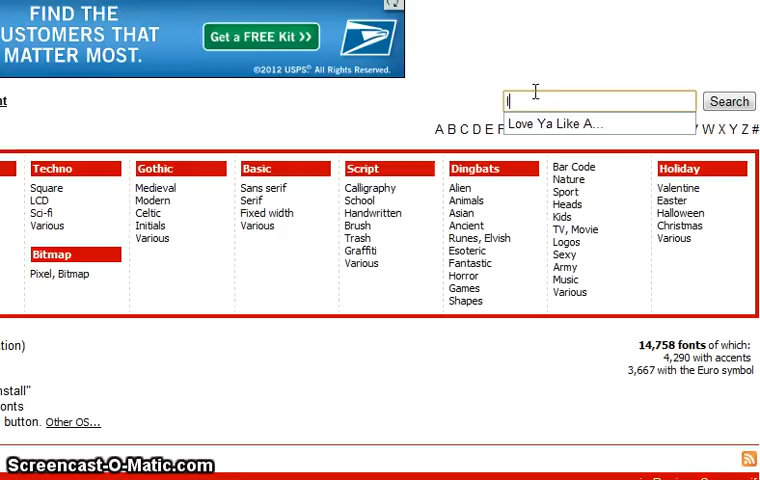 FIND THE
CUSTOMERS THAT
MATTER MOST.
Get a FREE Kit >>
©2012 USPS® All Rights Reserved.
l
Search
Love Ya Like A...
A B C D E
W X Y Z #
Techno
Square
LCD
Sci-fi
Various
Bitmap
Pixel, Bitmap
Gothic
Medieval
Modern
Celtic
Initials
Various
Basic
Sans serif
Serif
Fixed width
Various
Script
Calligraphy
School
Handwritten
Brush
Trash
Graffiti
Various
Dingbats
Alien
Animals
Asian
Ancient
Runes, Elvish
Esoteric
Fantastic
Horror
Games
Shapes
Bar Code
Nature
Sport
Heads
Kids
TV, Movie
Logos
Sexy
Army
Music
Various
Holiday
Valentine
Easter
Halloween
Christmas
Various
14,758 fonts of which:
4,290 with accents
3,667 with the Euro symbol
button. Other OS...
Screencast-O-Matic.com